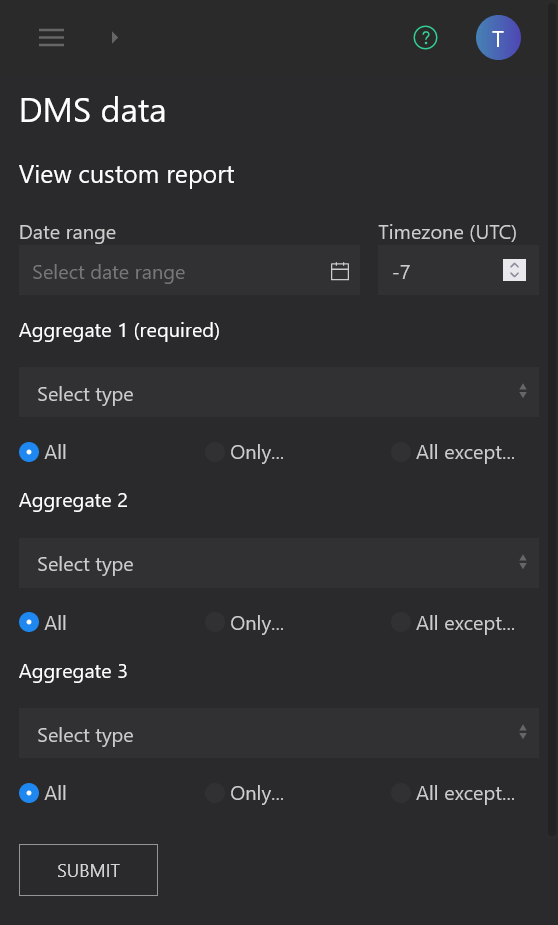 ?
T
DMS data
View custom report
Date range
Timezone (UTC)
Select date range
-7
Aggregate 1 (required)
Select type
All
Only...
All except...
Aggregate 2
Select type
All
Only...
All except...
Aggregate 3
Select type
All
Only...
All except...
SUBMIT